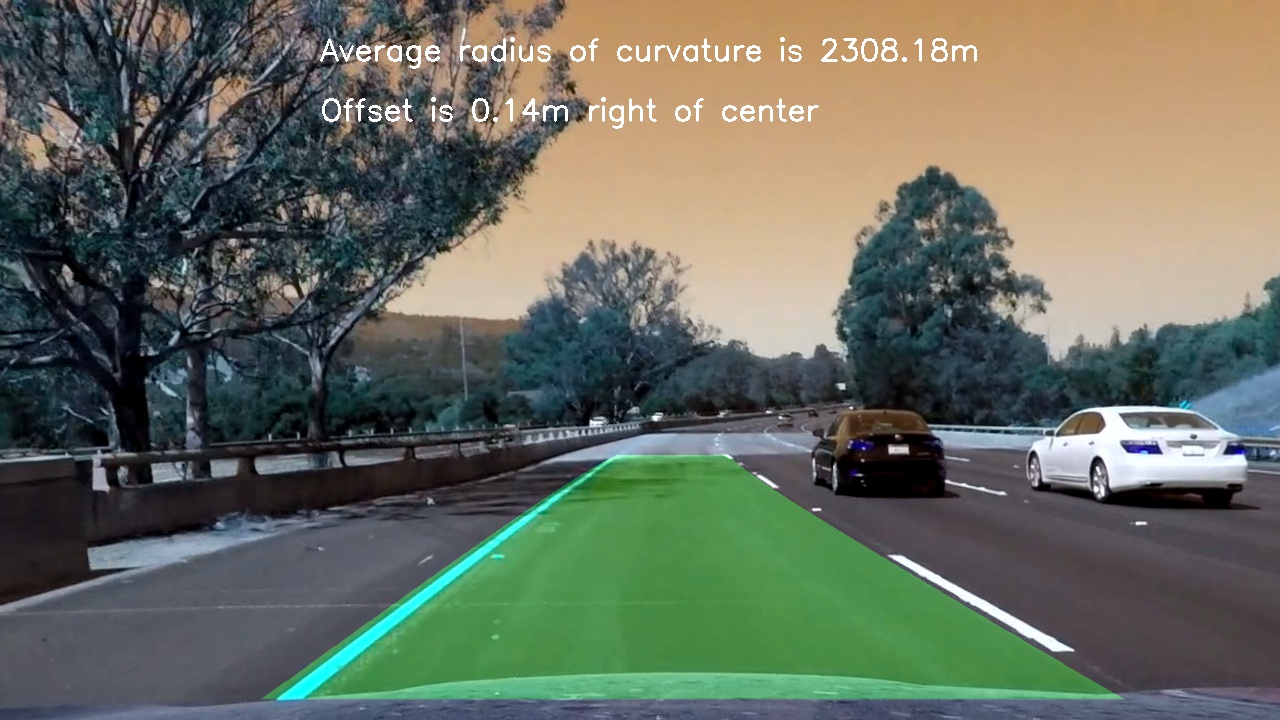 Average radius of curvature is 2308.18m
Offset is 0.14m right of center